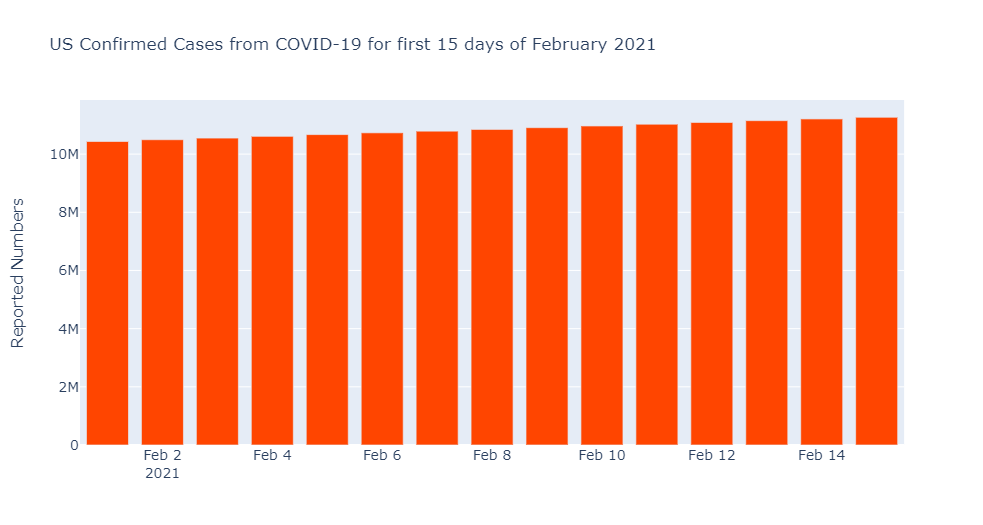 US Confirmed Cases from COVID-19 for first 15 days of February 2021
Reported Numbers
10M
8M
6M
4M
2M
0
Feb 2
2021
Feb 4
Feb 6
Feb 8
Feb 10
Feb 12
Feb 14